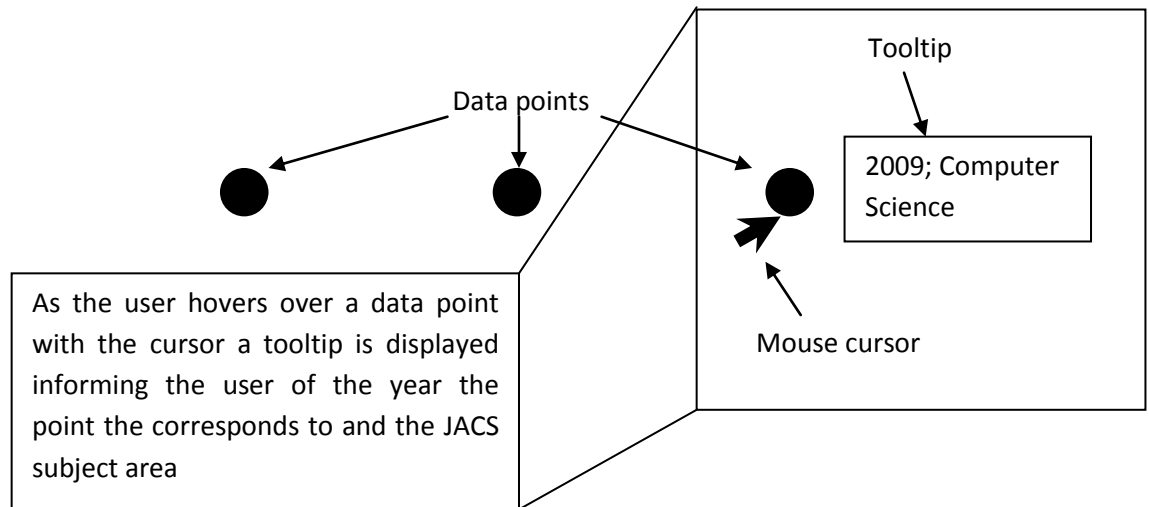 Tooltip
Data points
2009; Computer
Science
Mouse cursor
As the user hovers over a data point
with the cursor a tooltip is displayed
informing the user of the year the
point the corresponds to and the JACS
subject area